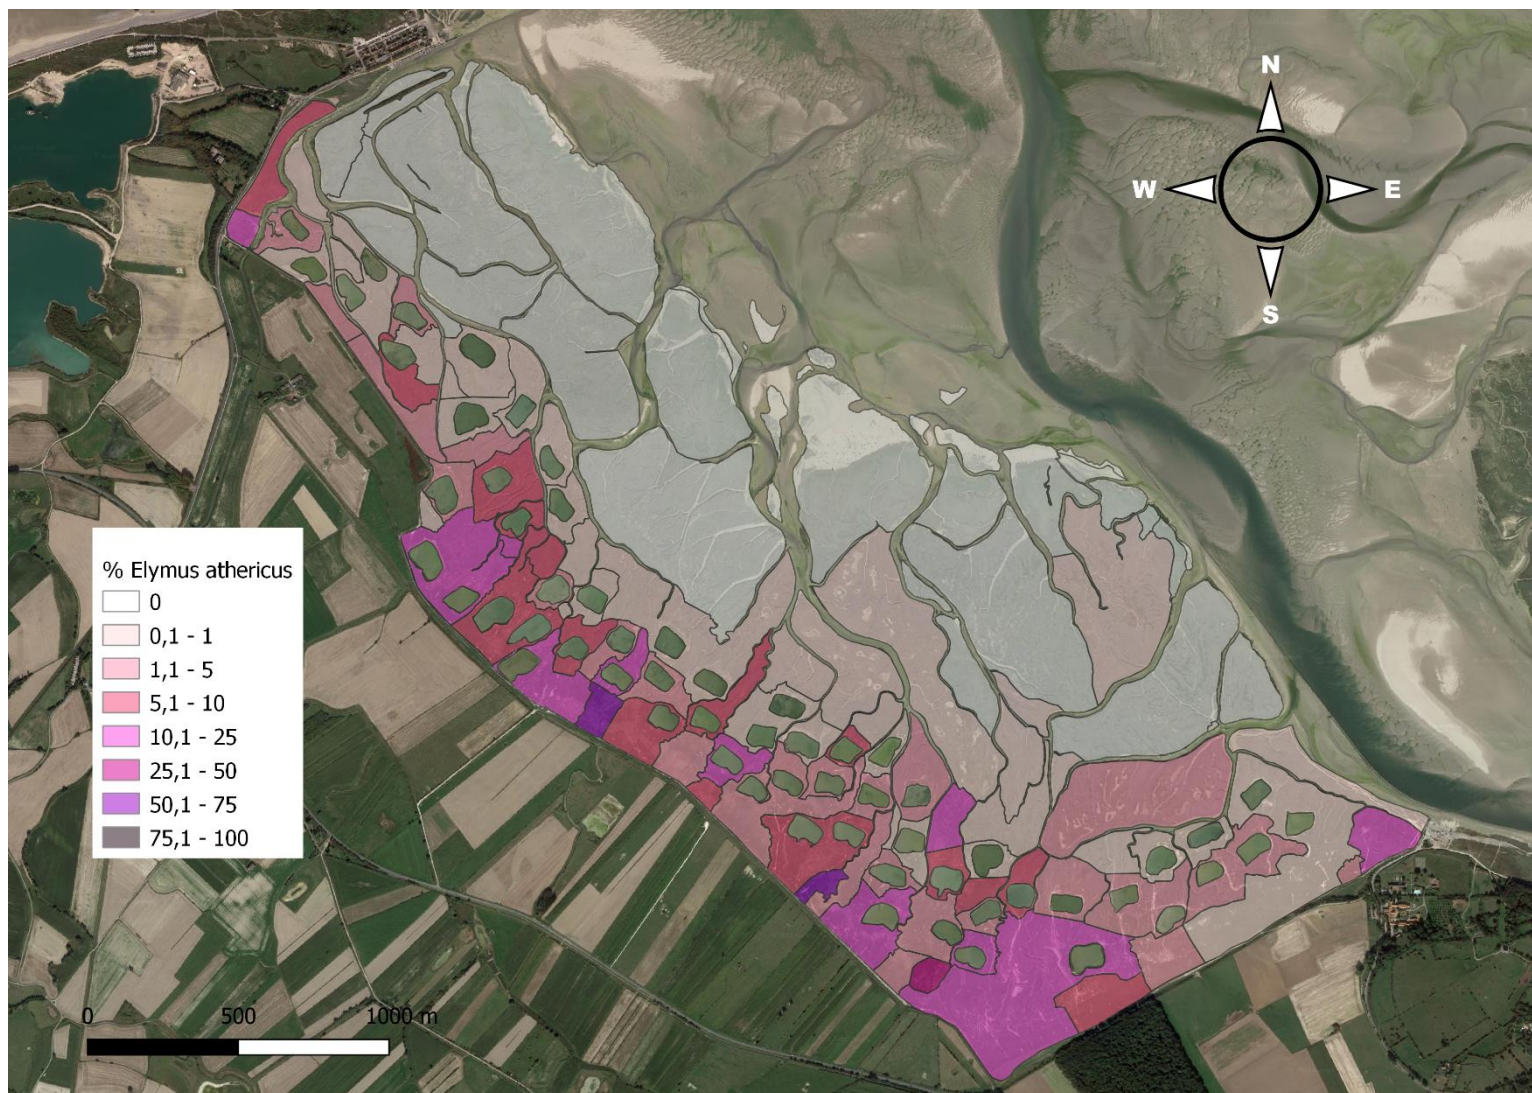 N
W E
S
% Elymus athericus
0
0,1 - 1
1,1 - 5
5,1 - 10
10,1 - 25
25,1 - 50
50,1 - 75
75,1 - 100
0 500 1000 m